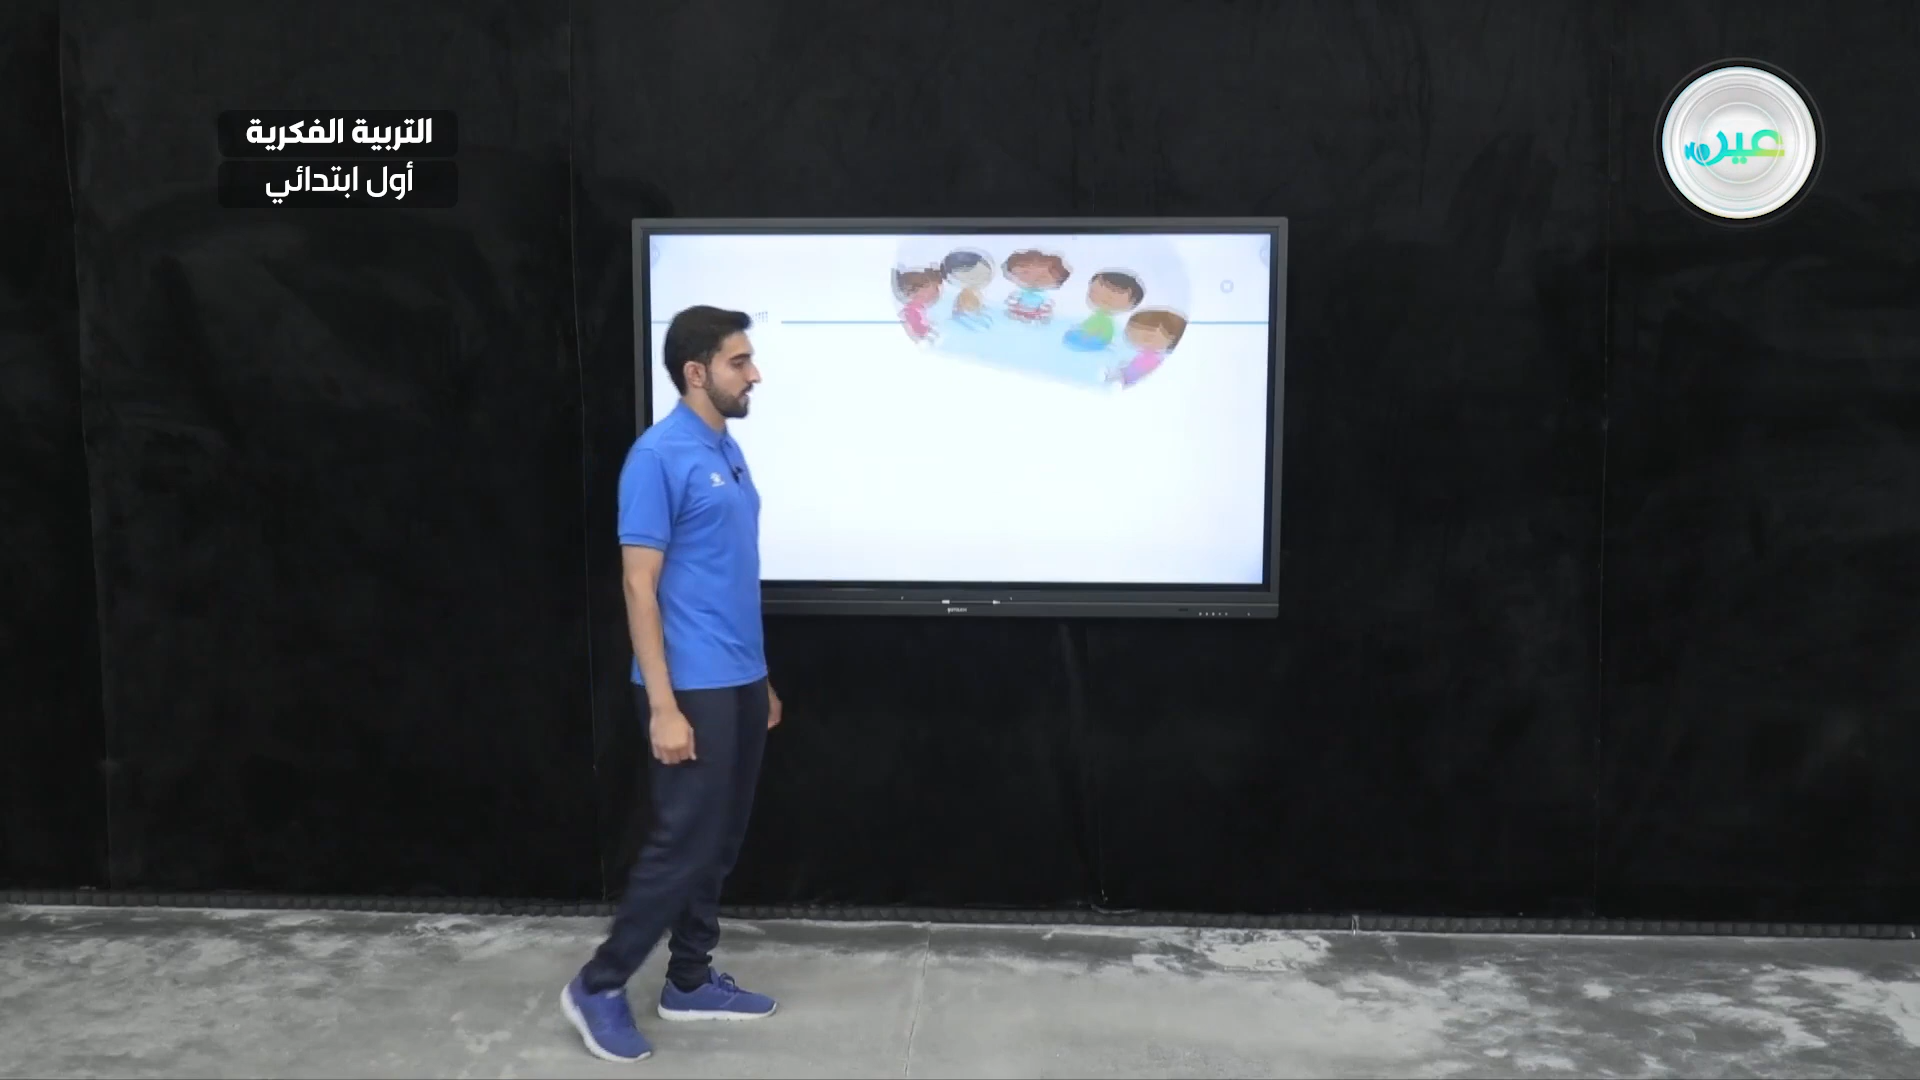 التربية الفكرية
أول ابتدائي
عين